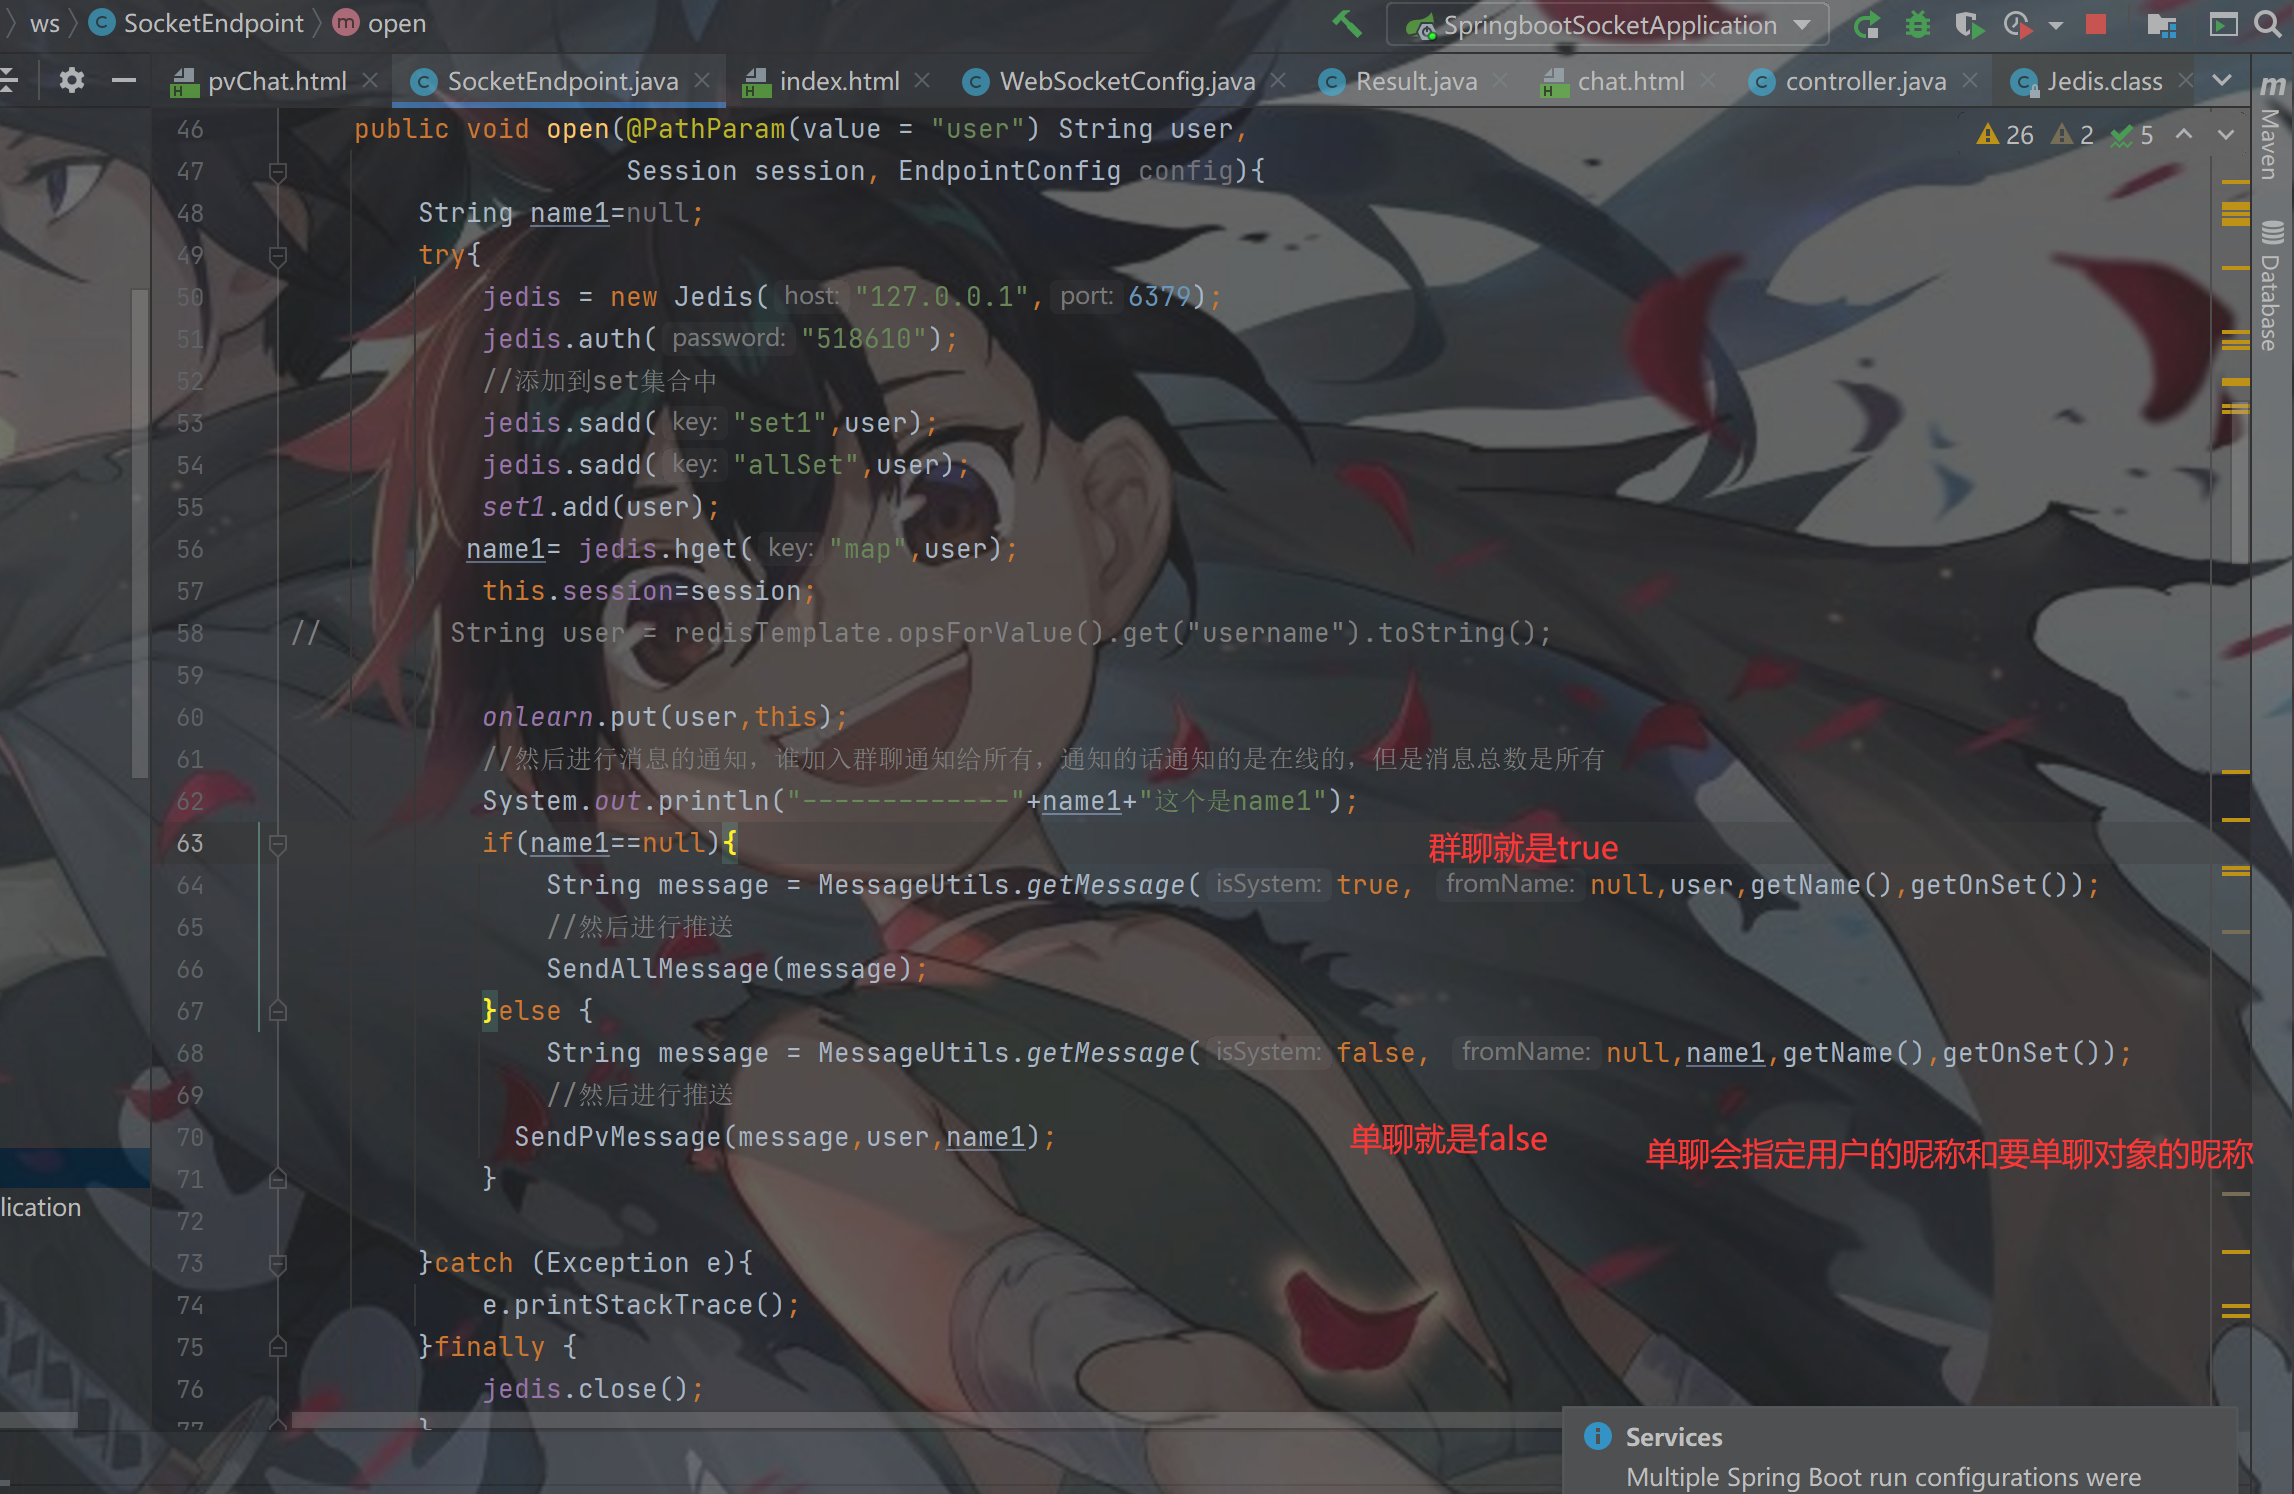 ws SocketEndpoint open SpringbootSocketApplication
pvChat.html SocketEndpoint.java index.html WebSocketConfig.java Result.java chat.html controller.java Jedis.class
26 2 5
Maven
Database
46 public void open(@PathParam(value = "user") String user,
47 Session session, EndpointConfig config){
48 String name1=null;
49 try{
50 jedis = new Jedis( host: "127.0.0.1", port: 6379);
51 jedis.auth( password: "518610");
52 //添加到set集合中
53 jedis.sadd( key: "set1",user);
54 jedis.sadd( key: "allSet",user);
55 set1.add(user);
56 name1= jedis.hget( key: "map",user);
57 this.session=session;
58 // String user = redisTemplate.opsForValue().get("username").toString();
59
60 onlearn.put(user,this);
61 //然后进行消息的通知，谁加入群聊通知给所有，通知的话通知的是在线的，但是消息总数是所有
62 System.out.println("-------------"+name1+"这个是name1");
63 if(name1==null){
群聊就是true
64 String message = MessageUtils.getMessage( isSystem: true, fromName: null,user,getName(),getOnSet());
65 //然后进行推送
66 SendAllMessage(message);
67 }else {
68 String message = MessageUtils.getMessage( isSystem: false, fromName: null,name1,getName(),getOnSet());
69 //然后进行推送
70 SendPvMessage(message,user,name1);
单聊就是false
单聊会指定用户的昵称和要单聊对象的昵称
71 }
lication
72
73 }catch (Exception e){
74 e.printStackTrace();
75 }finally {
76 jedis.close();
77 }
Services
Multiple Spring Boot run configurations were